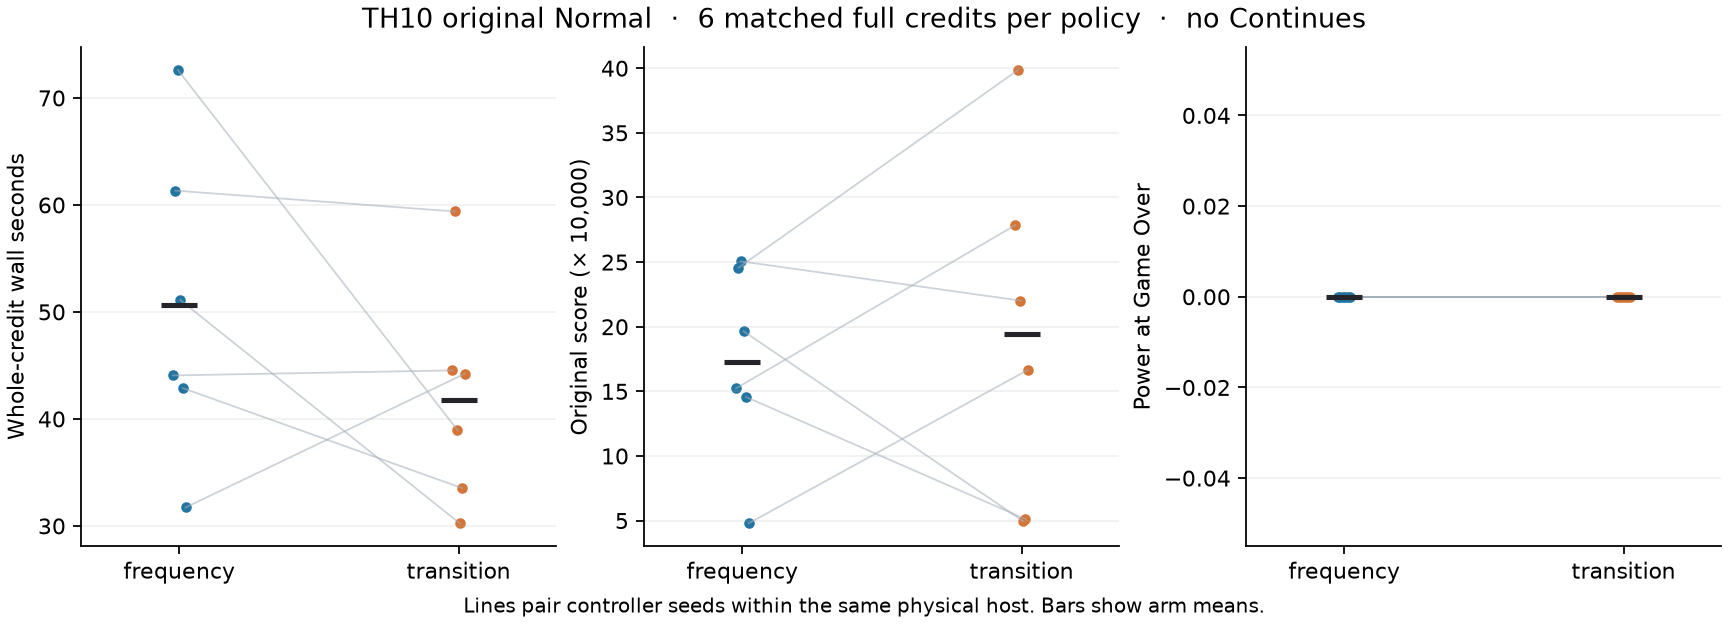 TH10 original Normal · 6 matched full credits per policy · no Continues
Whole-credit wall seconds
70
60
50
40
30
frequency
transition
Original score (× 10,000)
40
35
30
25
20
15
10
5
frequency
transition
Power at Game Over
0.04
0.02
0.00
−0.02
−0.04
frequency
transition
Lines pair controller seeds within the same physical host. Bars show arm means.